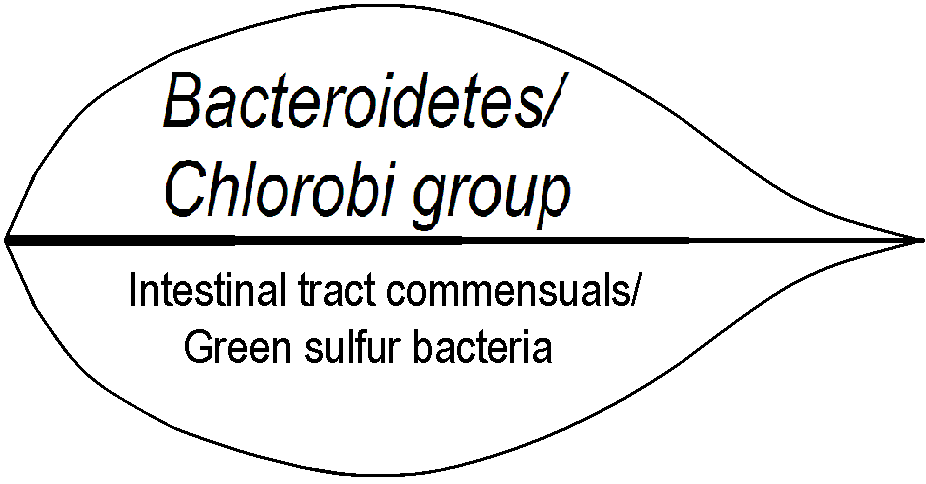 Bacteroidetes/
Chlorobi group
Intestinal tract commensuals/
Green sulfur bacteria